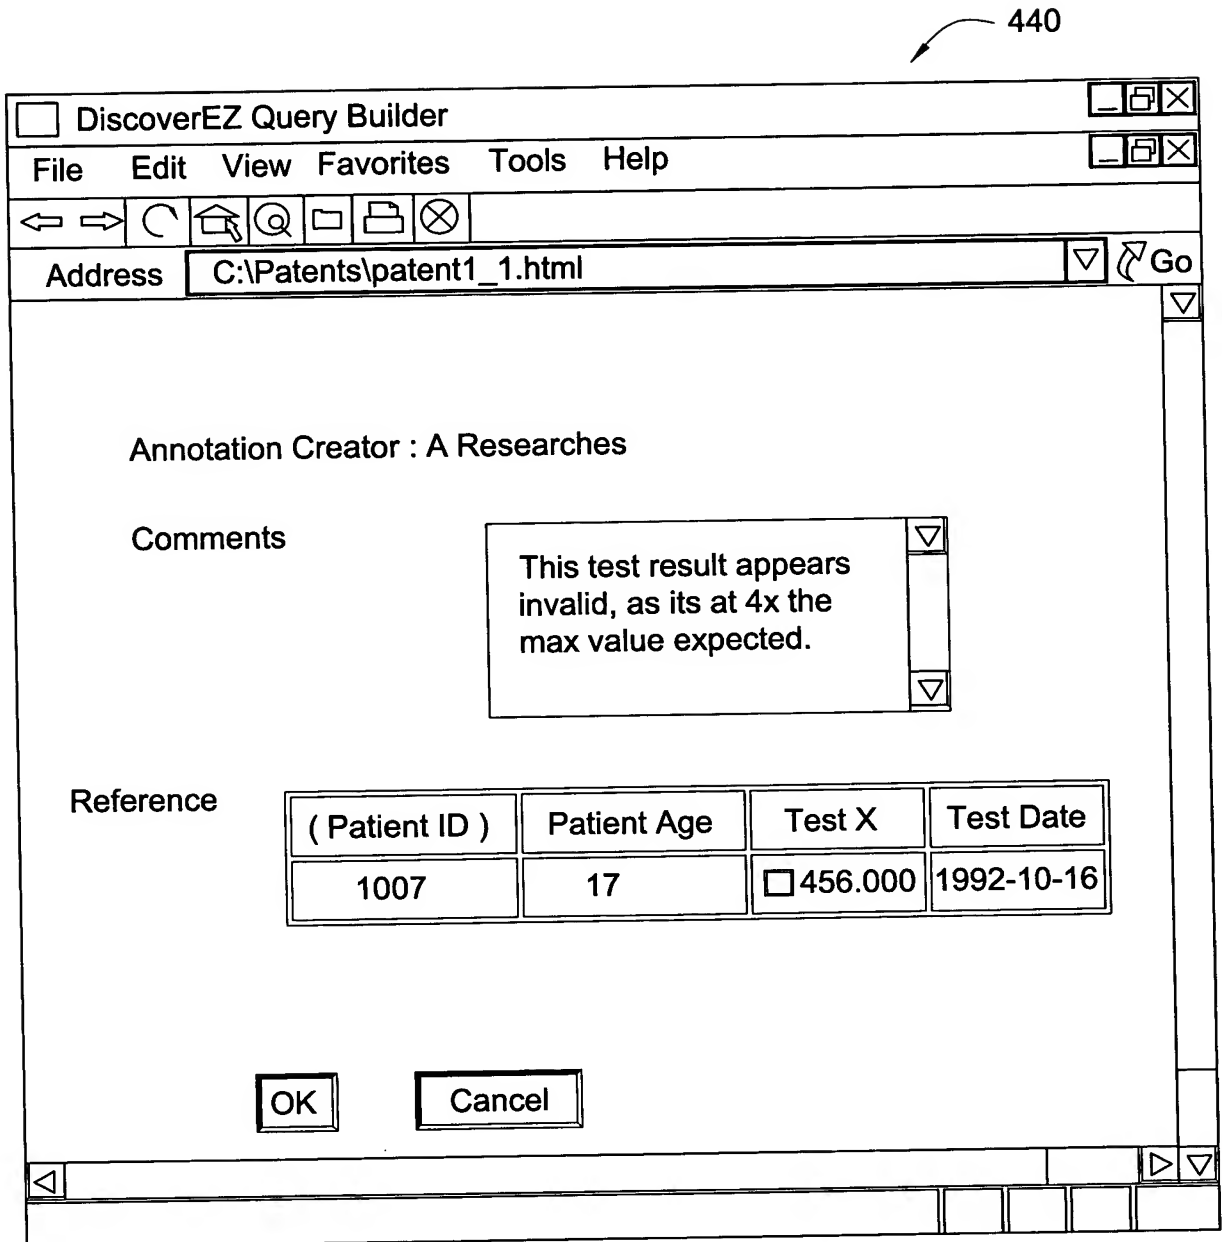 440
DiscoverEZ Query Builder
File Edit View Favorites Tools Help
Address C:\Patents\patent1_1.html Go
Annotation Creator : A Researches
Comments
This test result appears
invalid, as its at 4x the
max value expected.
Reference
( Patient ID ) Patient Age Test X Test Date
1007 17 456.000 1992-10-16
OK Cancel